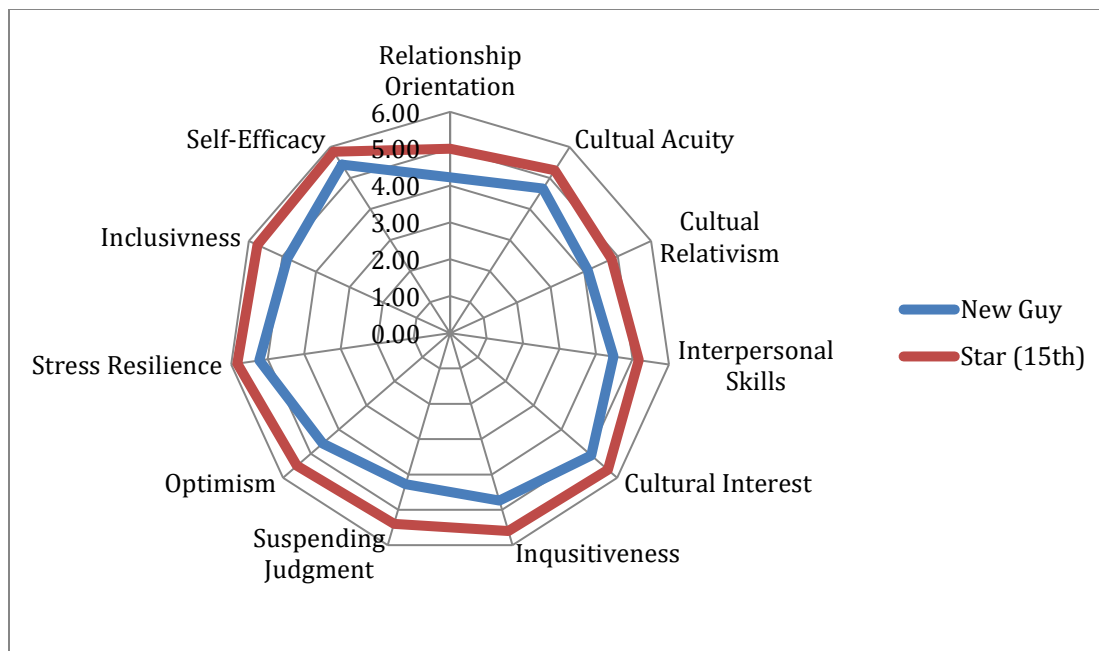 Relationship
Orientation
Cultual Acuity
Cultual
Relativism
Interpersonal
Skills
Cultural Interest
Inqusitiveness
Suspending
Judgment
Optimism
Stress Resilience
Inclusivness
Self-Efficacy
6.00
5.00
4.00
3.00
2.00
1.00
0.00
New Guy
Star (15th)